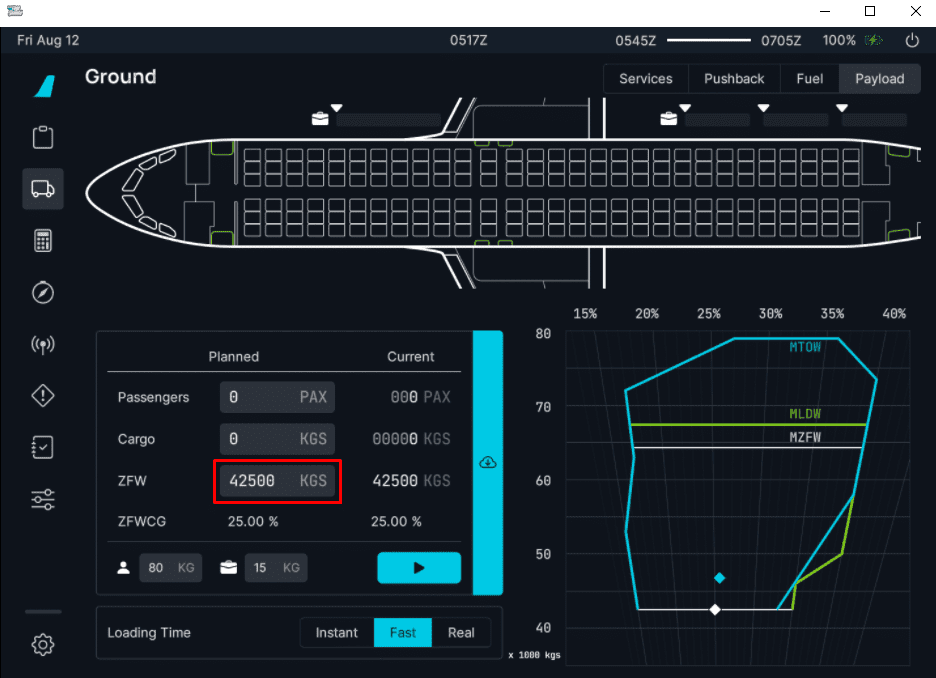 Fri Aug 12 0517Z 0545Z 0705Z 100%
Ground Services Pushback Fuel Payload
Planned Current
Passengers 0 PAX 000 PAX
Cargo 0 KGS 00000 KGS
ZFW 42500 KGS 42500 KGS
ZFWCG 25.00 % 25.00 %
80 KG 15 KG
Loading Time Instant Fast Real
15% 20% 25% 30% 35% 40%
80
MTOW
70
MLDW
MZFW
60
50
40
x 1000 kgs